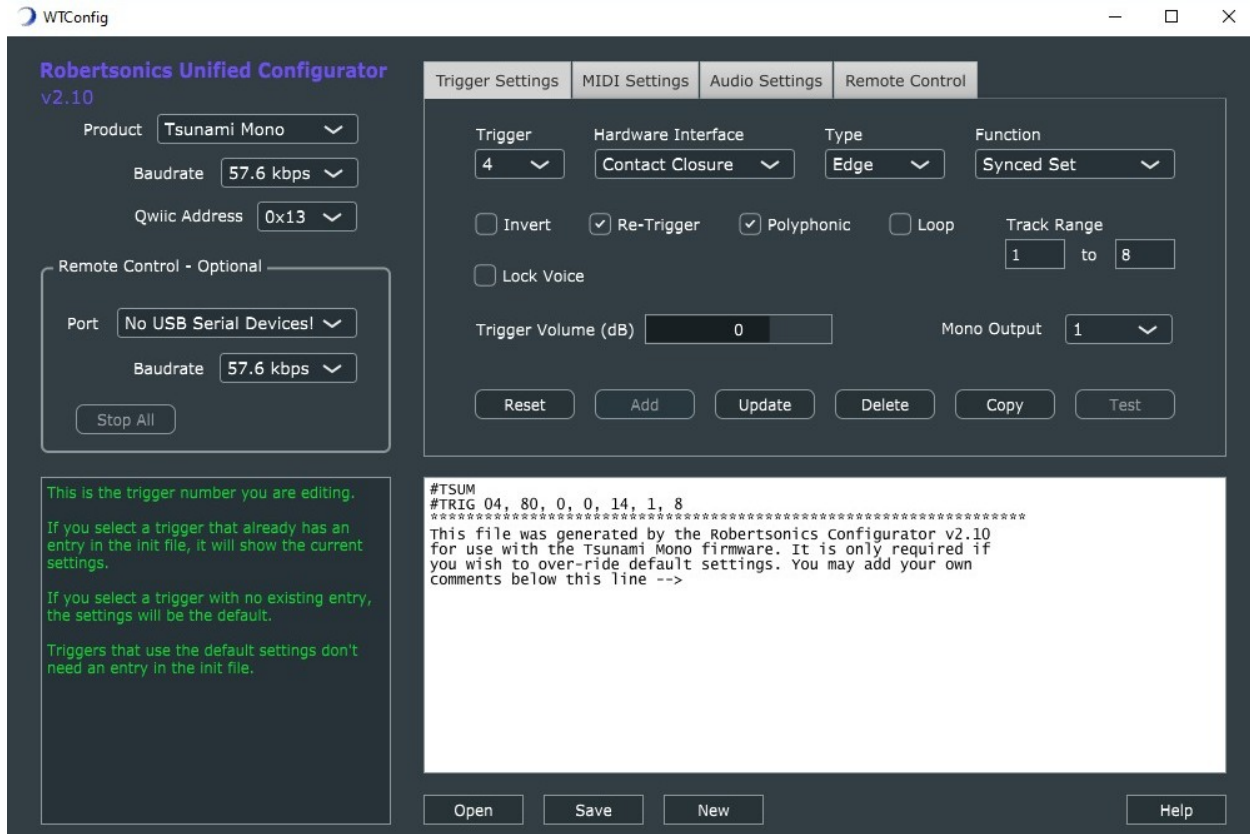 WTConfig
Robertsonics Unified Configurator
v2.10
Product Tsunami Mono
Baudrate 57.6 kbps
Qwiic Address 0x13
Remote Control - Optional
Port No USB Serial Devices!
Baudrate 57.6 kbps
Stop All
Trigger Settings MIDI Settings Audio Settings Remote Control
Trigger Hardware Interface Type Function
4 Contact Closure Edge Synced Set
Invert Re-Trigger Polyphonic Loop Track Range
1 to 8
Lock Voice
Trigger Volume (dB) 0 Mono Output 1
Reset Add Update Delete Copy Test
This is the trigger number you are editing.
If you select a trigger that already has an
entry in the init file, it will show the current
settings.
If you select a trigger with no existing entry,
the settings will be the default.
Triggers that use the default settings don't
need an entry in the init file.
#TSUM
#TRIG 04, 80, 0, 0, 14, 1, 8
******************************************************************
This file was generated by the Robertsonics Configurator v2.10
for use with the Tsunami Mono firmware. It is only required if
you wish to over-ride default settings. You may add your own
comments below this line -->
Open Save New Help